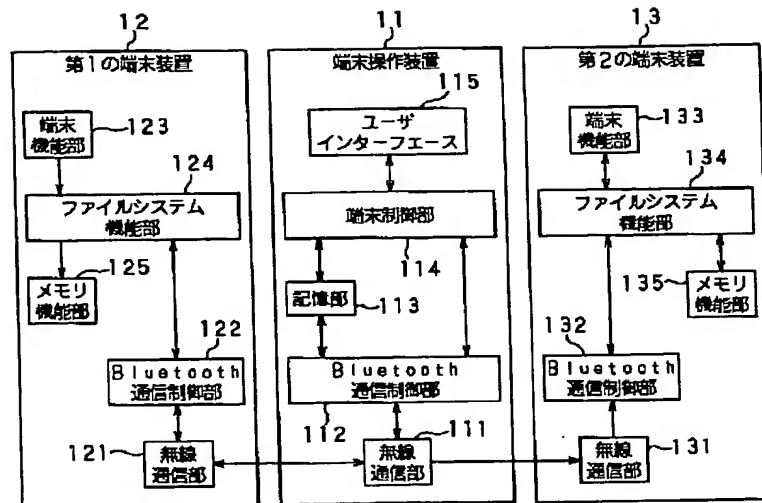 12
11
13
第1の端末装置
端末操作装置
第2の端末装置
端末
機能部
123
124
ファイルシステム
機能部
メモリ
機能部
125
122
Bluetooth
通信制御部
121
無線
通信部
115
ユーザ
インターフェース
端末制御部
114
記憶部
113
Bluetooth
通信制御部
112
111
無線
通信部
端末
機能部
133
134
ファイルシステム
機能部
135
メモリ
機能部
132
Bluetooth
通信制御部
無線
通信部
131